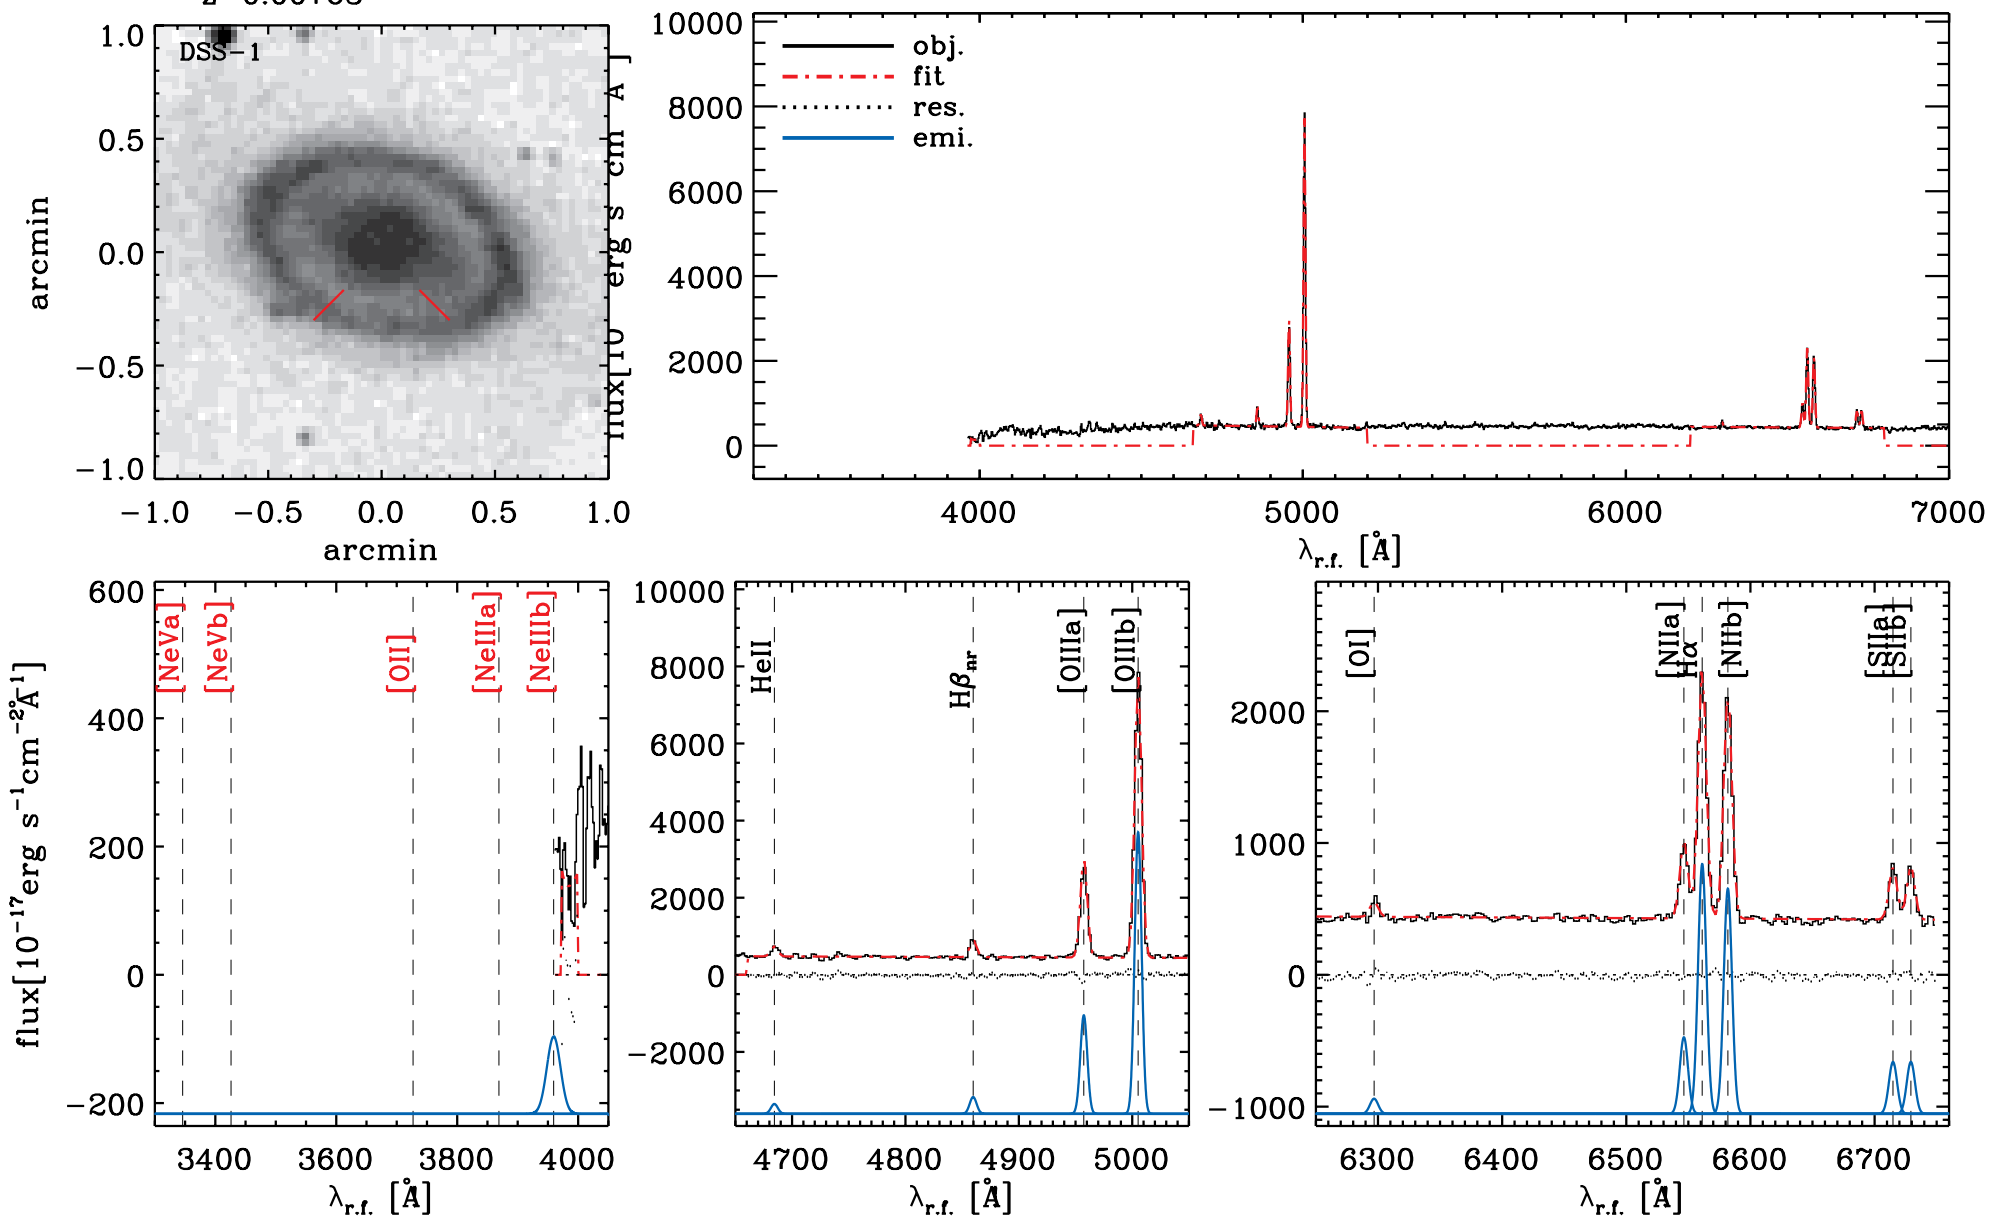 DSS-1
1.0
0.5
0.0
-0.5
-1.0
arcmin
-1.0 -0.5 0.0 0.5 1.0
arcmin
erg s cm A ]
10000
8000
6000
4000
2000
0
obj.
fit
res.
emi.
4000 5000 6000 7000
λr.f. [Å]
flux[10⁻¹⁷erg s⁻¹cm⁻²Å⁻¹]
600
400
200
0
-200
[NeVa] [NeVb] [OII] [NeIIIa] [NeIIIb]
3400 3600 3800 4000
λr.f. [Å]
10000
8000
6000
4000
2000
0
-2000
HeII Hβnr [OIIIa] [OIIIb]
4700 4800 4900 5000
λr.f. [Å]
2000
1000
0
-1000
[OI] [NIIa] Hα [NIIb] [SIIa] [SIIb]
6300 6400 6500 6600 6700
λr.f. [Å]